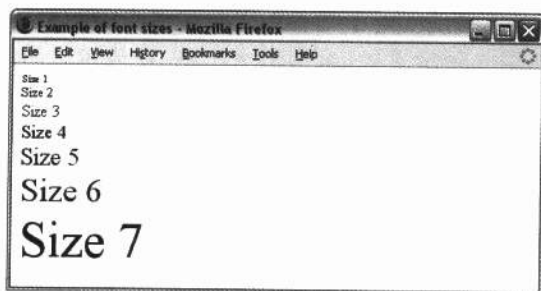 Example of font sizes - Mozilla Firefox
File Edit View History Bookmarks Tools Help
Size 1
Size 2
Size 3
Size 4
Size 5
Size 6
Size 7